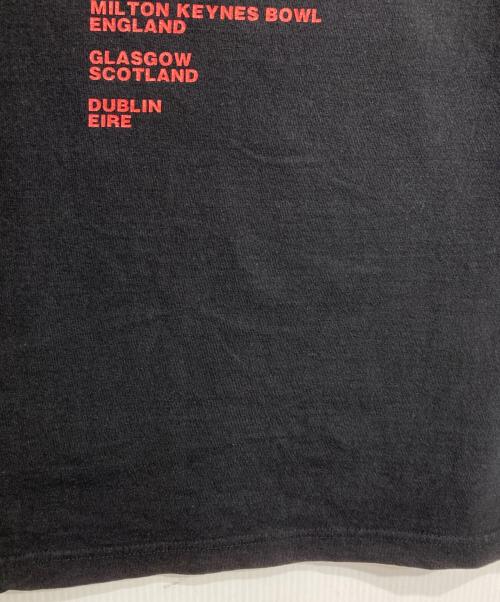 MILTON KEYNES BOWL
ENGLAND
GLASGOW
SCOTLAND
DUBLIN
EIRE